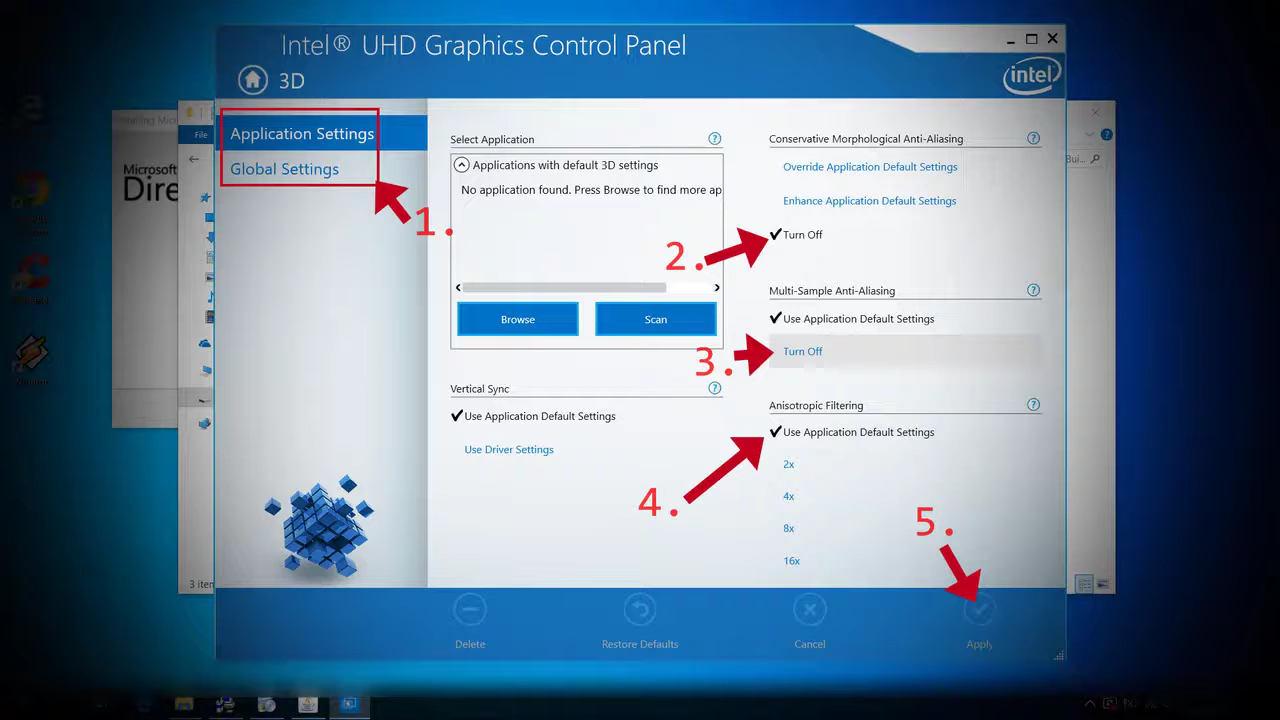 Intel® UHD Graphics Control Panel
3D
intel
Application Settings
Global Settings
1.
Select Application
Applications with default 3D settings
No application found. Press Browse to find more ap
Browse
Scan
Vertical Sync
Use Application Default Settings
Use Driver Settings
Conservative Morphological Anti-Aliasing
Override Application Default Settings
Enhance Application Default Settings
2.
Turn Off
Multi-Sample Anti-Aliasing
Use Application Default Settings
3.
Turn Off
Anisotropic Filtering
Use Application Default Settings
4.
2x
4x
8x
16x
5.
Delete
Restore Defaults
Cancel
Apply
File
Microsoft
Dire
3 iten